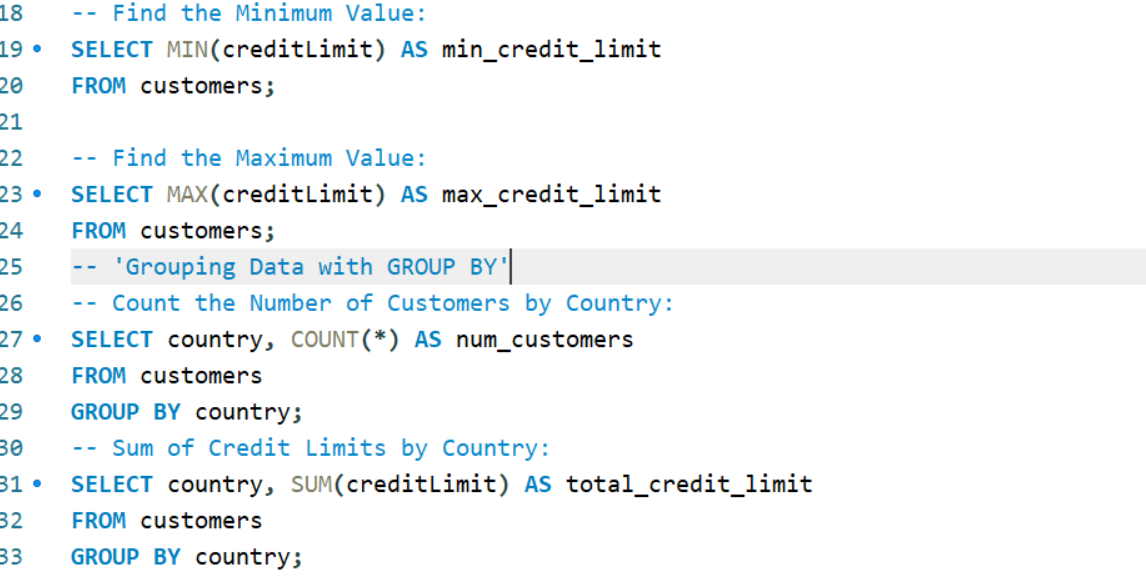 18 -- Find the Minimum Value:
19 • SELECT MIN(creditLimit) AS min_credit_limit
20 FROM customers;
21
22 -- Find the Maximum Value:
23 • SELECT MAX(creditLimit) AS max_credit_limit
24 FROM customers;
25 -- 'Grouping Data with GROUP BY'
26 -- Count the Number of Customers by Country:
27 • SELECT country, COUNT(*) AS num_customers
28 FROM customers
29 GROUP BY country;
30 -- Sum of Credit Limits by Country:
31 • SELECT country, SUM(creditLimit) AS total_credit_limit
32 FROM customers
33 GROUP BY country;